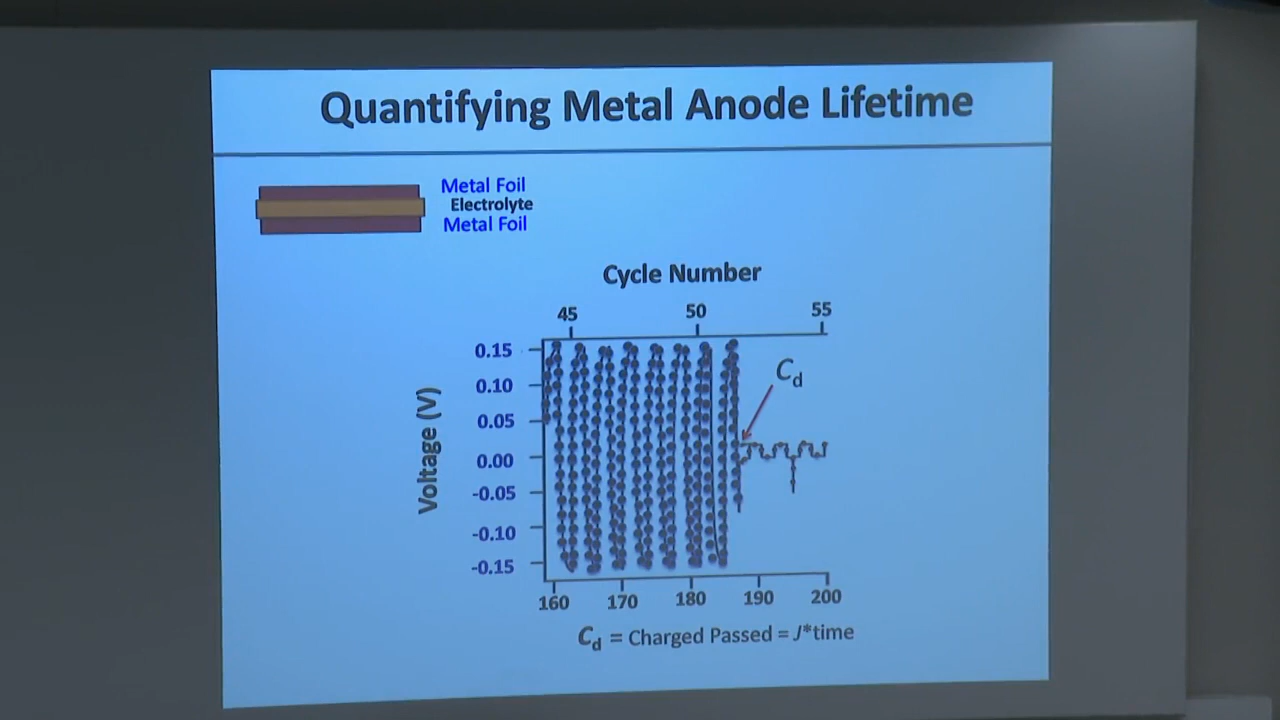 Quantifying Metal Anode Lifetime
Metal Foil
Electrolyte
Metal Foil
Cycle Number
45 50 55
Voltage (V)
0.15
0.10
0.05
0.00
-0.05
-0.10
-0.15
Cd
160 170 180 190 200
Cd = Charged Passed = J*time